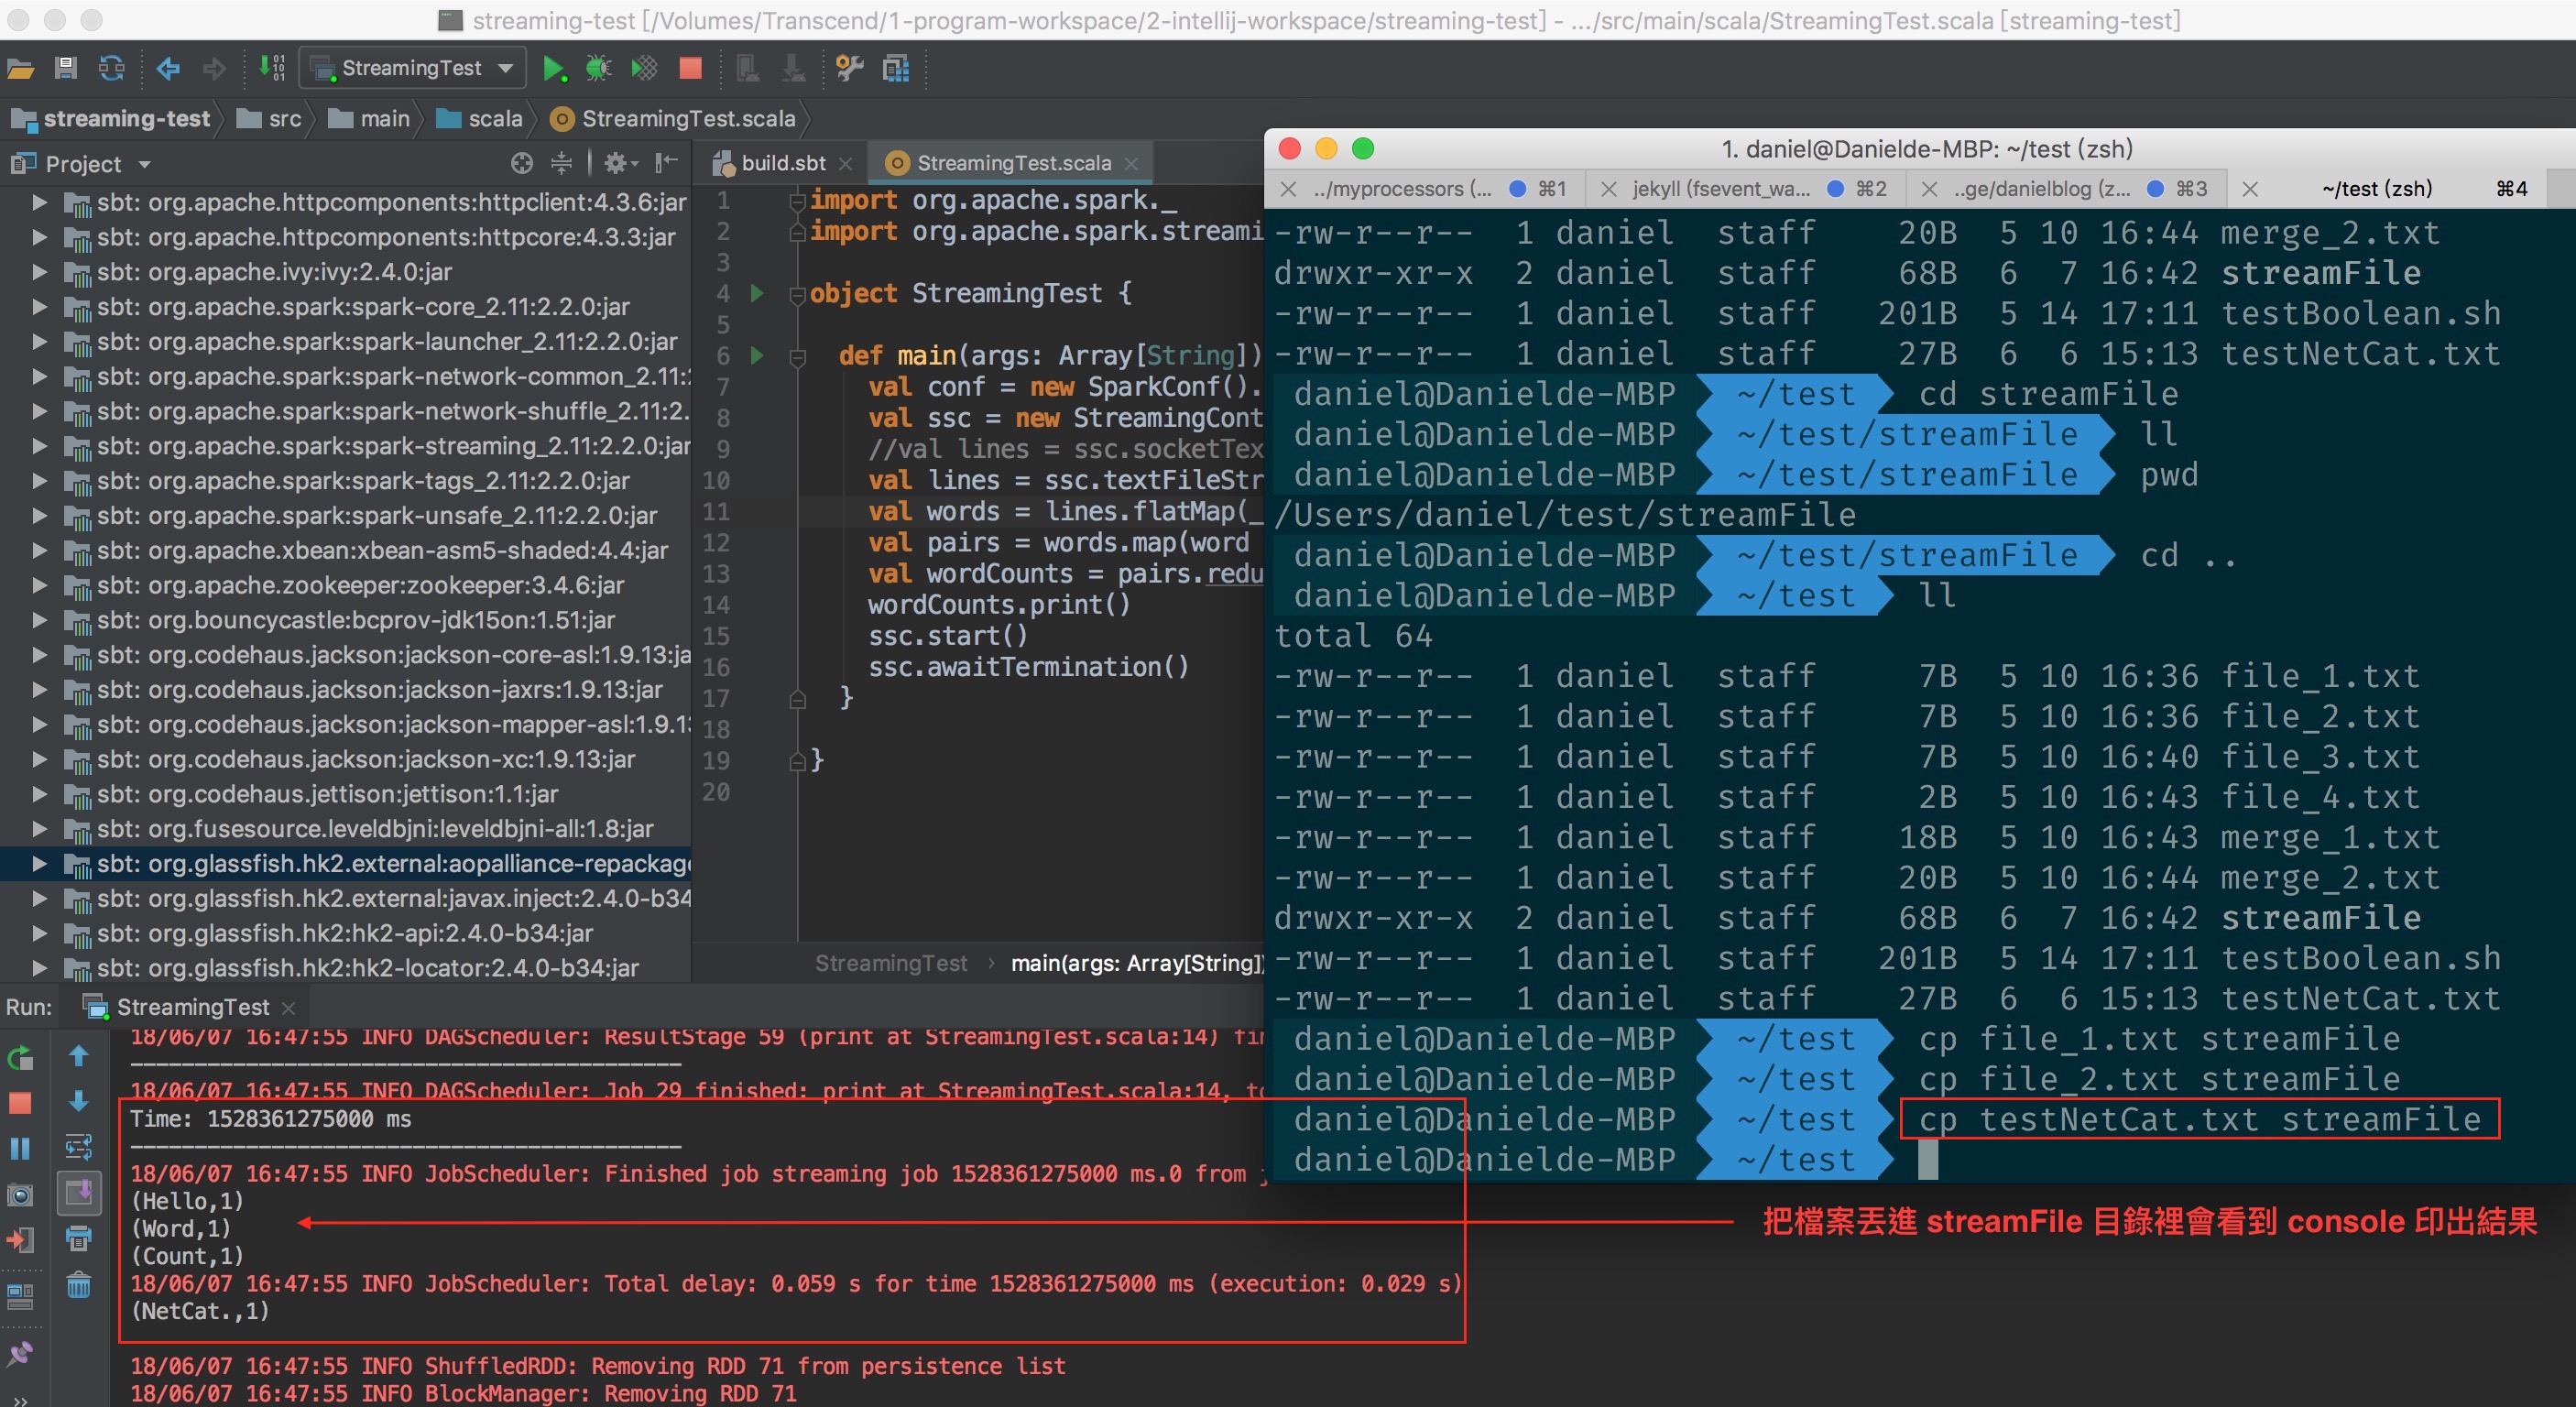 streaming-test [/Volumes/Transcend/1-program-workspace/2-intellij-workspace/streaming-test] - .../src/main/scala/StreamingTest.scala [streaming-test]
StreamingTest
streaming-test src main scala StreamingTest.scala
Project
sbt: org.apache.httpcomponents:httpclient:4.3.6:jar
sbt: org.apache.httpcomponents:httpcore:4.3.3:jar
sbt: org.apache.ivy:ivy:2.4.0:jar
sbt: org.apache.spark:spark-core_2.11:2.2.0:jar
sbt: org.apache.spark:spark-launcher_2.11:2.2.0:jar
sbt: org.apache.spark:spark-network-common_2.11:2
sbt: org.apache.spark:spark-network-shuffle_2.11:2.
sbt: org.apache.spark:spark-streaming_2.11:2.2.0:jar
sbt: org.apache.spark:spark-tags_2.11:2.2.0:jar
sbt: org.apache.spark:spark-unsafe_2.11:2.2.0:jar
sbt: org.apache.xbean:xbean-asm5-shaded:4.4:jar
sbt: org.apache.zookeeper:zookeeper:3.4.6:jar
sbt: org.bouncycastle:bcprov-jdk15on:1.51:jar
sbt: org.codehaus.jackson:jackson-core-asl:1.9.13:ja
sbt: org.codehaus.jackson:jackson-jaxrs:1.9.13:jar
sbt: org.codehaus.jackson:jackson-mapper-asl:1.9.13
sbt: org.codehaus.jackson:jackson-xc:1.9.13:jar
sbt: org.codehaus.jettison:jettison:1.1:jar
sbt: org.fusesource.leveldbjni:leveldbjni-all:1.8:jar
sbt: org.glassfish.hk2.external:aopalliance-repackage
sbt: org.glassfish.hk2.external:javax.inject:2.4.0-b34
sbt: org.glassfish.hk2:hk2-api:2.4.0-b34:jar
sbt: org.glassfish.hk2:hk2-locator:2.4.0-b34:jar
build.sbt StreamingTest.scala
1 import org.apache.spark._
2 import org.apache.spark.streami
3
4 object StreamingTest {
5
6 def main(args: Array[String])
7 val conf = new SparkConf().
8 val ssc = new StreamingCont
9 //val lines = ssc.socketTex
10 val lines = ssc.textFileStr
11 val words = lines.flatMap(_
12 val pairs = words.map(word
13 val wordCounts = pairs.redu
14 wordCounts.print()
15 ssc.start()
16 ssc.awaitTermination()
17 }
18
19 }
20
StreamingTest › main(args: Array[String])
1. daniel@Danielde-MBP: ~/test (zsh)
../myprocessors (... ⌘1 jekyll (fsevent_wa... ⌘2 ..ge/danielblog (z... ⌘3 ~/test (zsh) ⌘4
-rw-r--r-- 1 daniel staff 20B 5 10 16:44 merge_2.txt
drwxr-xr-x 2 daniel staff 68B 6 7 16:42 streamFile
-rw-r--r-- 1 daniel staff 201B 5 14 17:11 testBoolean.sh
-rw-r--r-- 1 daniel staff 27B 6 6 15:13 testNetCat.txt
daniel@Danielde-MBP ~/test cd streamFile
daniel@Danielde-MBP ~/test/streamFile ll
daniel@Danielde-MBP ~/test/streamFile pwd
/Users/daniel/test/streamFile
daniel@Danielde-MBP ~/test/streamFile cd ..
daniel@Danielde-MBP ~/test ll
total 64
-rw-r--r-- 1 daniel staff 7B 5 10 16:36 file_1.txt
-rw-r--r-- 1 daniel staff 7B 5 10 16:36 file_2.txt
-rw-r--r-- 1 daniel staff 7B 5 10 16:40 file_3.txt
-rw-r--r-- 1 daniel staff 2B 5 10 16:43 file_4.txt
-rw-r--r-- 1 daniel staff 18B 5 10 16:43 merge_1.txt
-rw-r--r-- 1 daniel staff 20B 5 10 16:44 merge_2.txt
drwxr-xr-x 2 daniel staff 68B 6 7 16:42 streamFile
-rw-r--r-- 1 daniel staff 201B 5 14 17:11 testBoolean.sh
-rw-r--r-- 1 daniel staff 27B 6 6 15:13 testNetCat.txt
daniel@Danielde-MBP ~/test cp file_1.txt streamFile
daniel@Danielde-MBP ~/test cp file_2.txt streamFile
daniel@Danielde-MBP ~/test cp testNetCat.txt streamFile
daniel@Danielde-MBP ~/test
Run: StreamingTest
18/06/07 16:47:55 INFO DAGScheduler: ResultStage 59 (print at StreamingTest.scala:14) fin
-------------------------------------------
18/06/07 16:47:55 INFO DAGScheduler: Job 29 finished: print at StreamingTest.scala:14, to
Time: 1528361275000 ms
-------------------------------------------
18/06/07 16:47:55 INFO JobScheduler: Finished job streaming job 1528361275000 ms.0 from j
(Hello,1)
(Word,1)
(Count,1)
18/06/07 16:47:55 INFO JobScheduler: Total delay: 0.059 s for time 1528361275000 ms (execution: 0.029 s)
(NetCat.,1)
18/06/07 16:47:55 INFO ShuffledRDD: Removing RDD 71 from persistence list
18/06/07 16:47:55 INFO BlockManager: Removing RDD 71
把檔案丟進 streamFile 目錄裡會看到 console 印出結果